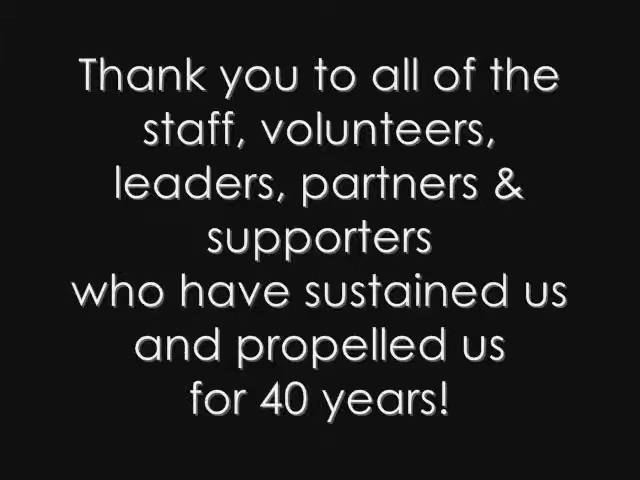 Thank you to all of the
staff, volunteers,
leaders, partners &
supporters
who have sustained us
and propelled us
for 40 years!